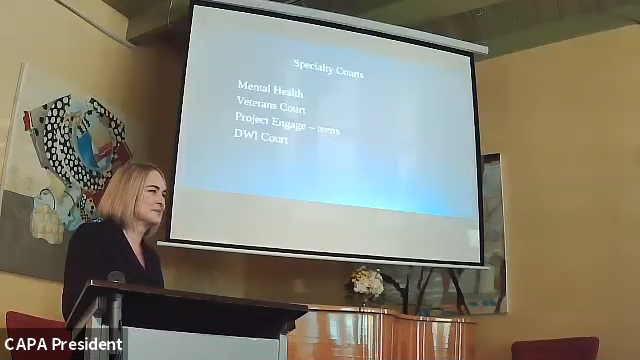 Specialty Courts
Mental Health
Veterans Court
Project Engage – teens
DWI Court
CAPA President